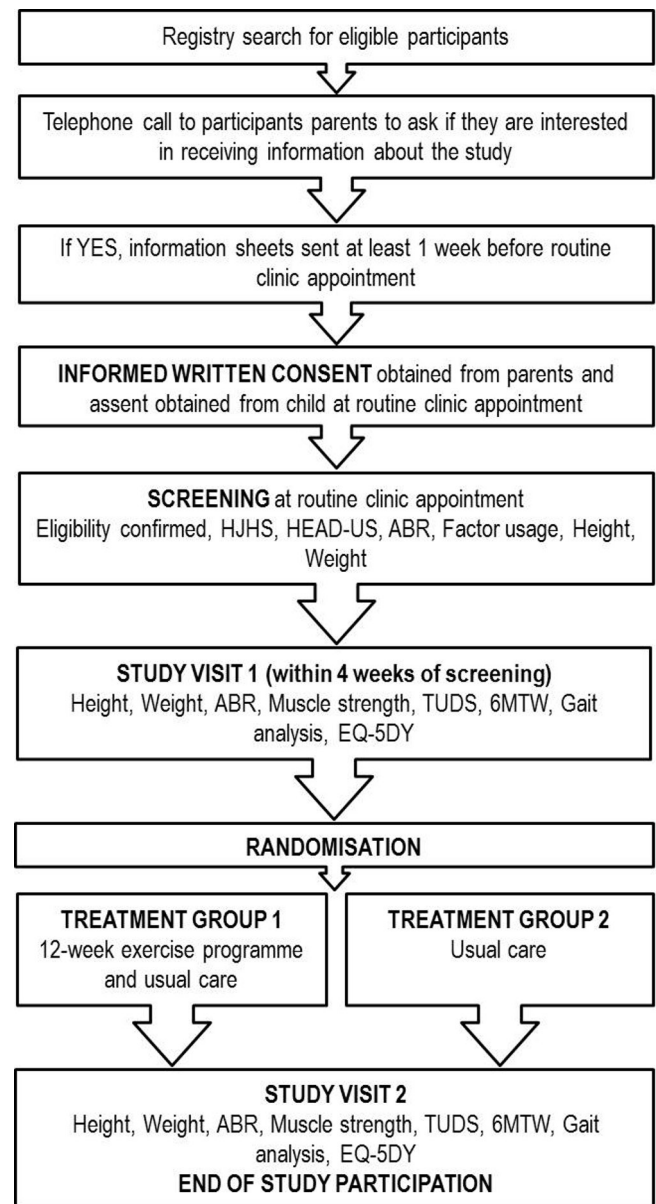 Registry search for eligible participants
Telephone call to participants parents to ask if they are interested
in receiving information about the study
If YES, information sheets sent at least 1 week before routine
clinic appointment
INFORMED WRITTEN CONSENT obtained from parents and
assent obtained from child at routine clinic appointment
SCREENING at routine clinic appointment
Eligibility confirmed, HJHS, HEAD-US, ABR, Factor usage, Height,
Weight
STUDY VISIT 1 (within 4 weeks of screening)
Height, Weight, ABR, Muscle strength, TUDS, 6MTW, Gait
analysis, EQ-5DY
RANDOMISATION
TREATMENT GROUP 1
12-week exercise programme
and usual care
TREATMENT GROUP 2
Usual care
STUDY VISIT 2
Height, Weight, ABR, Muscle strength, TUDS, 6MTW, Gait
analysis, EQ-5DY
END OF STUDY PARTICIPATION